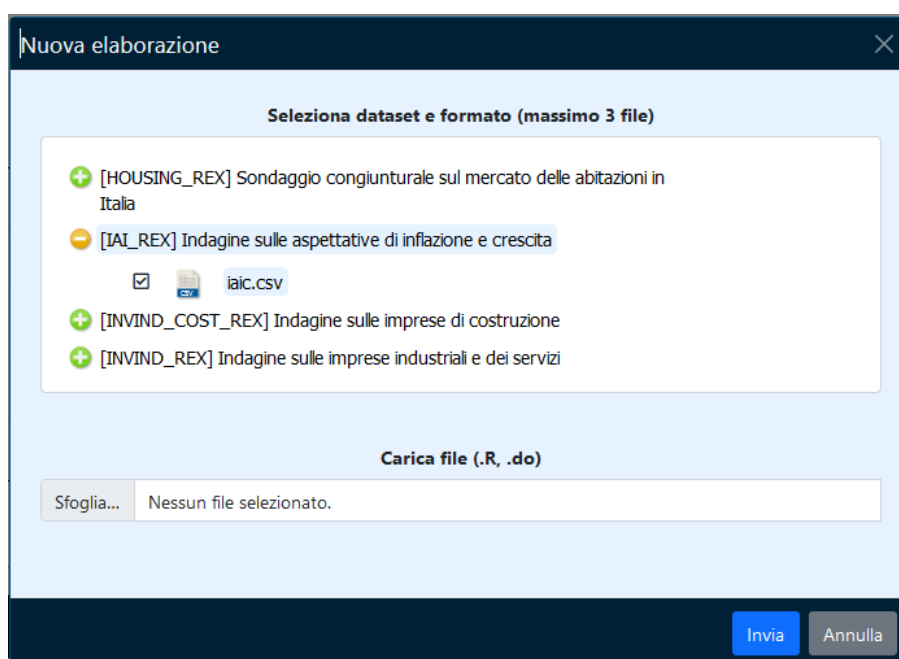 Nuova elaborazione
Seleziona dataset e formato (massimo 3 file)
[HOUSING_REX] Sondaggio congiunturale sul mercato delle abitazioni in
Italia
[IAI_REX] Indagine sulle aspettative di inflazione e crescita
CSV iaic.csv
[INVIND_COST_REX] Indagine sulle imprese di costruzione
[INVIND_REX] Indagine sulle imprese industriali e dei servizi
Carica file (.R, .do)
Sfoglia... Nessun file selezionato.
Invia Annulla